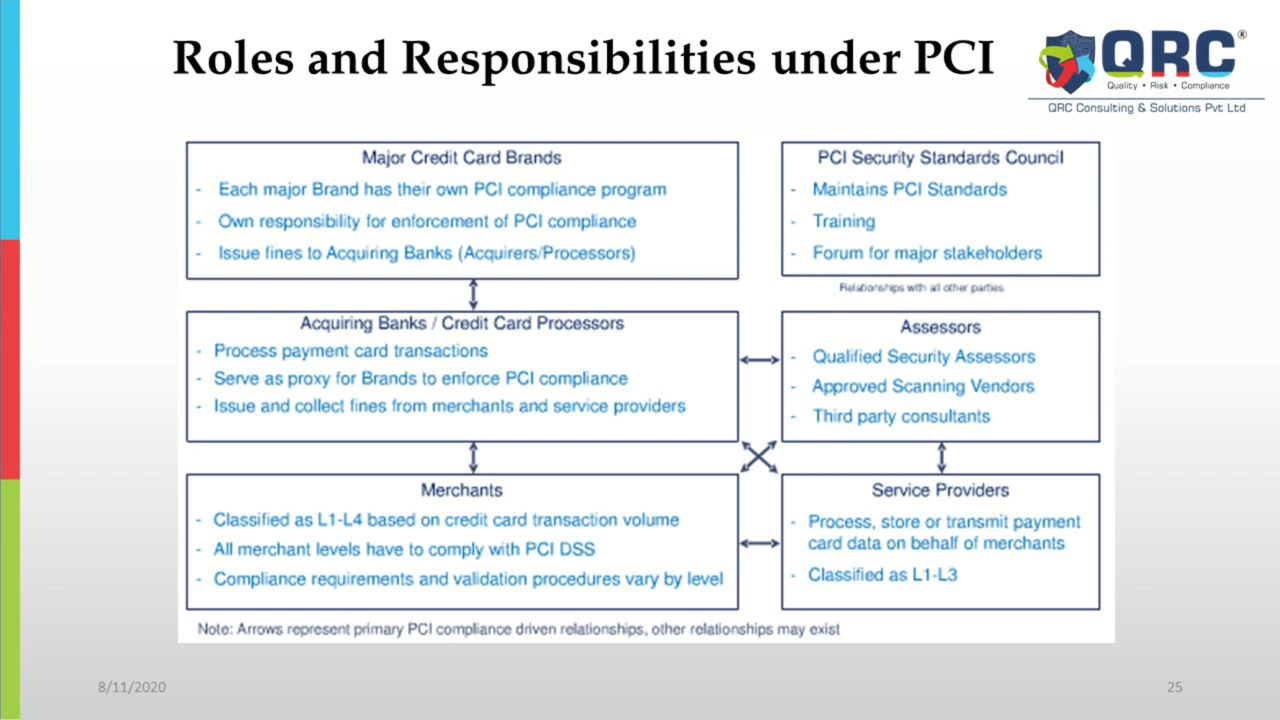 Roles and Responsibilities under PCI
QRC®
Quality • Risk • Compliance
QRC Consulting & Solutions Pvt Ltd
Major Credit Card Brands
- Each major Brand has their own PCI compliance program
- Own responsibility for enforcement of PCI compliance
- Issue fines to Acquiring Banks (Acquirers/Processors)
PCI Security Standards Council
- Maintains PCI Standards
- Training
- Forum for major stakeholders
Relationships with all other parties
Acquiring Banks / Credit Card Processors
- Process payment card transactions
- Serve as proxy for Brands to enforce PCI compliance
- Issue and collect fines from merchants and service providers
Assessors
- Qualified Security Assessors
- Approved Scanning Vendors
- Third party consultants
Merchants
- Classified as L1-L4 based on credit card transaction volume
- All merchant levels have to comply with PCI DSS
- Compliance requirements and validation procedures vary by level
Service Providers
- Process, store or transmit payment
card data on behalf of merchants
- Classified as L1-L3
Note: Arrows represent primary PCI compliance driven relationships, other relationships may exist
8/11/2020
25